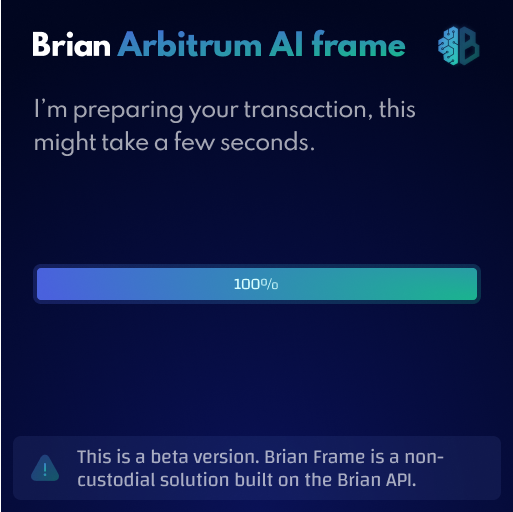 Brian Arbitrum AI frame
I’m preparing your transaction, this
might take a few seconds.
100%
This is a beta version. Brian Frame is a non-
custodial solution built on the Brian API.